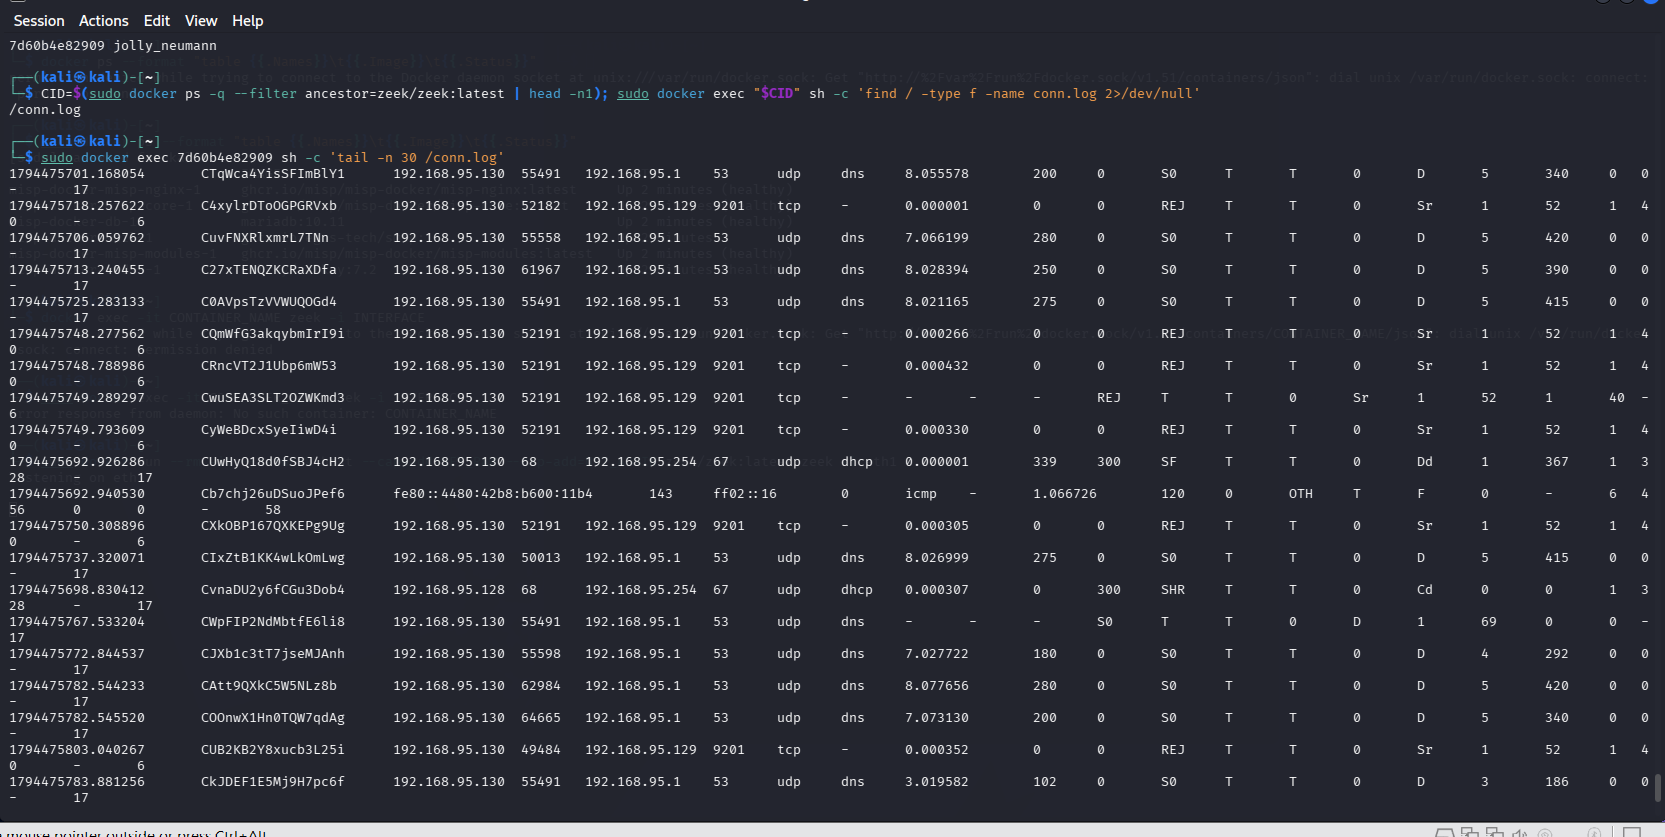 Session Actions Edit View Help
7d60b4e82909 jolly_neumann
┌──(kali㉿kali)-[~]
└─$ CID=$(sudo docker ps -q --filter ancestor=zeek/zeek:latest | head -n1); sudo docker exec "$CID" sh -c 'find / -type f -name conn.log 2>/dev/null'
/conn.log
┌──(kali㉿kali)-[~]
└─$ sudo docker exec 7d60b4e82909 sh -c 'tail -n 30 /conn.log'
1794475701.168054 CTqWca4YisSFImBlY1 192.168.95.130 55491 192.168.95.1 53 udp dns 8.055578 200 0 S0 T T 0 D 5 340 0 0
- 17
1794475718.257622 C4xylrDToOGPGRVxb 192.168.95.130 52182 192.168.95.129 9201 tcp - 0.000001 0 0 REJ T T 0 Sr 1 52 1 4
0 - 6
1794475706.059762 CuvFNXRlxmrL7TNn 192.168.95.130 55558 192.168.95.1 53 udp dns 7.066199 280 0 S0 T T 0 D 5 420 0 0
- 17
1794475713.240455 C27xTENQZKCRaXDfa 192.168.95.130 61967 192.168.95.1 53 udp dns 8.028394 250 0 S0 T T 0 D 5 390 0 0
- 17
1794475725.283133 C0AVpsTzVVWUQOGd4 192.168.95.130 55491 192.168.95.1 53 udp dns 8.021165 275 0 S0 T T 0 D 5 415 0 0
- 17
1794475748.277562 CQmWfG3akqybmIrI9i 192.168.95.130 52191 192.168.95.129 9201 tcp - 0.000266 0 0 REJ T T 0 Sr 1 52 1 4
0 - 6
1794475748.788986 CRncVT2J1Ubp6mW53 192.168.95.130 52191 192.168.95.129 9201 tcp - 0.000432 0 0 REJ T T 0 Sr 1 52 1 4
0 - 6
1794475749.289297 CwuSEA3SLT2OZWKmd3 192.168.95.130 52191 192.168.95.129 9201 tcp - - - - REJ T T 0 Sr 1 52 1 40 -
6
1794475749.793609 CyWeBDcxSyeIiwD4i 192.168.95.130 52191 192.168.95.129 9201 tcp - 0.000330 0 0 REJ T T 0 Sr 1 52 1 4
0 - 6
1794475692.926286 CUwHyQ18d0fSBJ4cH2 192.168.95.130 68 192.168.95.254 67 udp dhcp 0.000001 339 300 SF T T 0 Dd 1 367 1 3
28 - 17
1794475692.940530 Cb7chj26uDSuoJPef6 fe80::4480:42b8:b600:11b4 143 ff02::16 0 icmp - 1.066726 120 0 OTH T F 0 - 6 4
56 0 0 - 58
1794475750.308896 CXkOBP167QXKEPg9Ug 192.168.95.130 52191 192.168.95.129 9201 tcp - 0.000305 0 0 REJ T T 0 Sr 1 52 1 4
0 - 6
1794475737.320071 CIxZtB1KK4wLkOmLwg 192.168.95.130 50013 192.168.95.1 53 udp dns 8.026999 275 0 S0 T T 0 D 5 415 0 0
- 17
1794475698.830412 CvnaDU2y6fCGu3Dob4 192.168.95.128 68 192.168.95.254 67 udp dhcp 0.000307 0 300 SHR T T 0 Cd 0 0 1 3
28 - 17
1794475767.533204 CWpFIP2NdMbtfE6li8 192.168.95.130 55491 192.168.95.1 53 udp dns - - - S0 T T 0 D 1 69 0 0 -
17
1794475772.844537 CJXb1c3tT7jseMJAnh 192.168.95.130 55598 192.168.95.1 53 udp dns 7.027722 180 0 S0 T T 0 D 4 292 0 0
- 17
1794475782.544233 CAtt9QXkC5W5NLz8b 192.168.95.130 62984 192.168.95.1 53 udp dns 8.077656 280 0 S0 T T 0 D 5 420 0 0
- 17
1794475782.545520 COOnwX1Hn0TQW7qdAg 192.168.95.130 64665 192.168.95.1 53 udp dns 7.073130 200 0 S0 T T 0 D 5 340 0 0
- 17
1794475803.040267 CUB2KB2Y8xucb3L25i 192.168.95.130 49484 192.168.95.129 9201 tcp - 0.000352 0 0 REJ T T 0 Sr 1 52 1 4
0 - 6
1794475783.881256 CkJDEF1E5Mj9H7pc6f 192.168.95.130 55491 192.168.95.1 53 udp dns 3.019582 102 0 S0 T T 0 D 3 186 0 0
- 17
mouse pointer outside or press Ctrl+Alt.